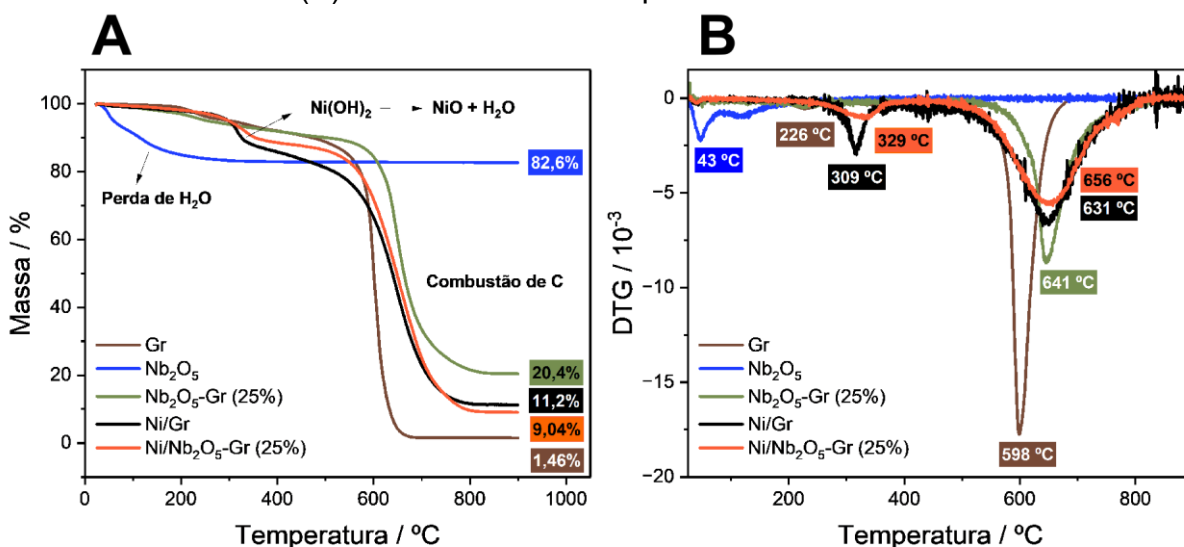 A
Massa / %
100
80
60
40
20
0
0
200
400
600
800
1000
Temperatura / ºC
Ni(OH)₂ → NiO + H₂O
Perda de H₂O
Combustão de C
82,6%
20,4%
11,2%
9,04%
1,46%
Gr
Nb₂O₅
Nb₂O₅-Gr (25%)
Ni/Gr
Ni/Nb₂O₅-Gr (25%)
B
DTG / 10⁻³
0
−5
−10
−15
−20
200
400
600
800
Temperatura / ºC
43 ºC
226 ºC
309 ºC
329 ºC
656 ºC
631 ºC
641 ºC
598 ºC
Gr
Nb₂O₅
Nb₂O₅-Gr (25%)
Ni/Gr
Ni/Nb₂O₅-Gr (25%)